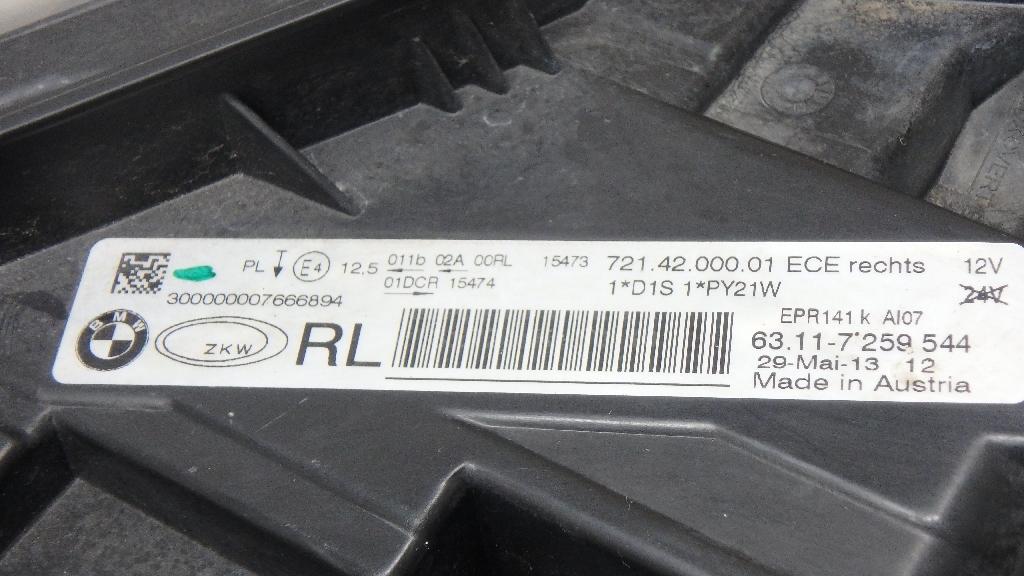 PL T E4 12.5 011b 02A 00RL 15473 721.42.000.01 ECE rechts 12V
01DCR 15474 1*D1S 1*PY21W 24V
300000007666894
BMW ZKW RL
EPR141k AI07
63.11-7 259 544
29-Mai-13 12
Made in Austria